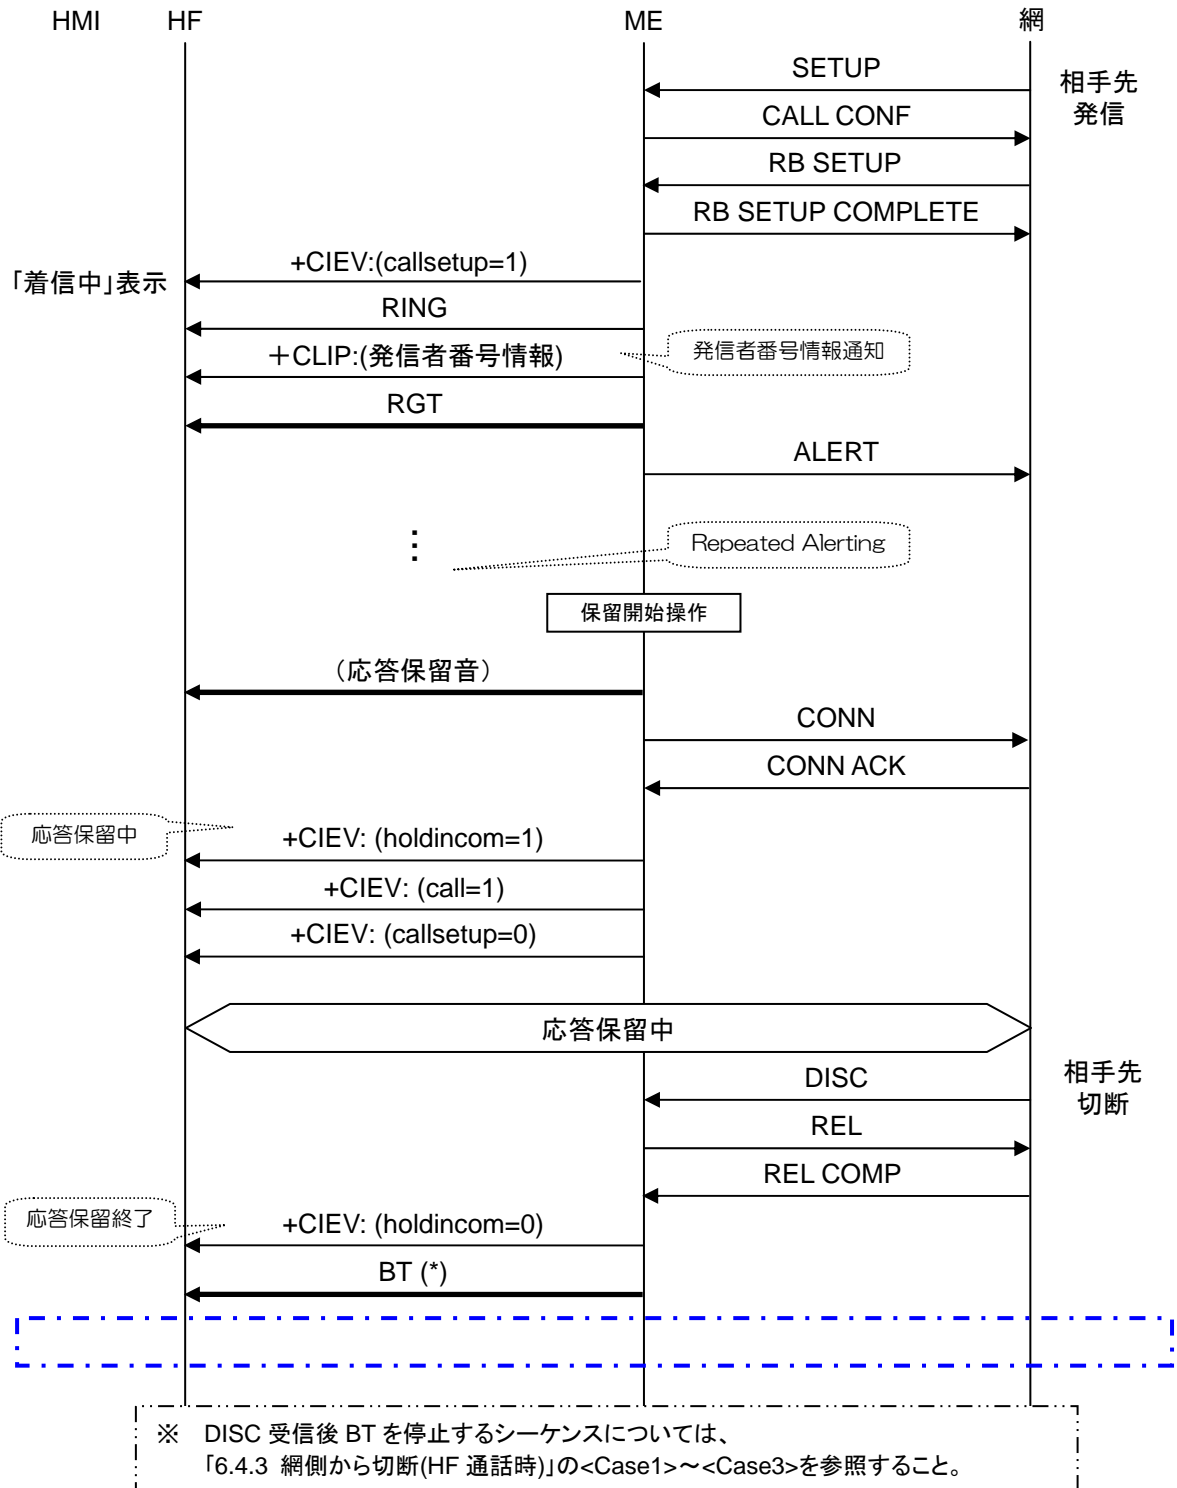 HMI HF ME 網
SETUP
相手先
発信
CALL CONF
RB SETUP
RB SETUP COMPLETE
+CIEV:(callsetup=1)
「着信中」表示
RING
+CLIP:(発信者番号情報)
発信者番号情報通知
RGT
ALERT
⋮
Repeated Alerting
保留開始操作
(応答保留音)
CONN
CONN ACK
応答保留中
+CIEV: (holdincom=1)
+CIEV: (call=1)
+CIEV: (callsetup=0)
応答保留中
DISC
相手先
切断
REL
REL COMP
応答保留終了
+CIEV: (holdincom=0)
BT (*)
※ DISC 受信後 BT を停止するシーケンスについては、
「6.4.3 網側から切断(HF 通話時)」の<Case1>～<Case3>を参照すること。